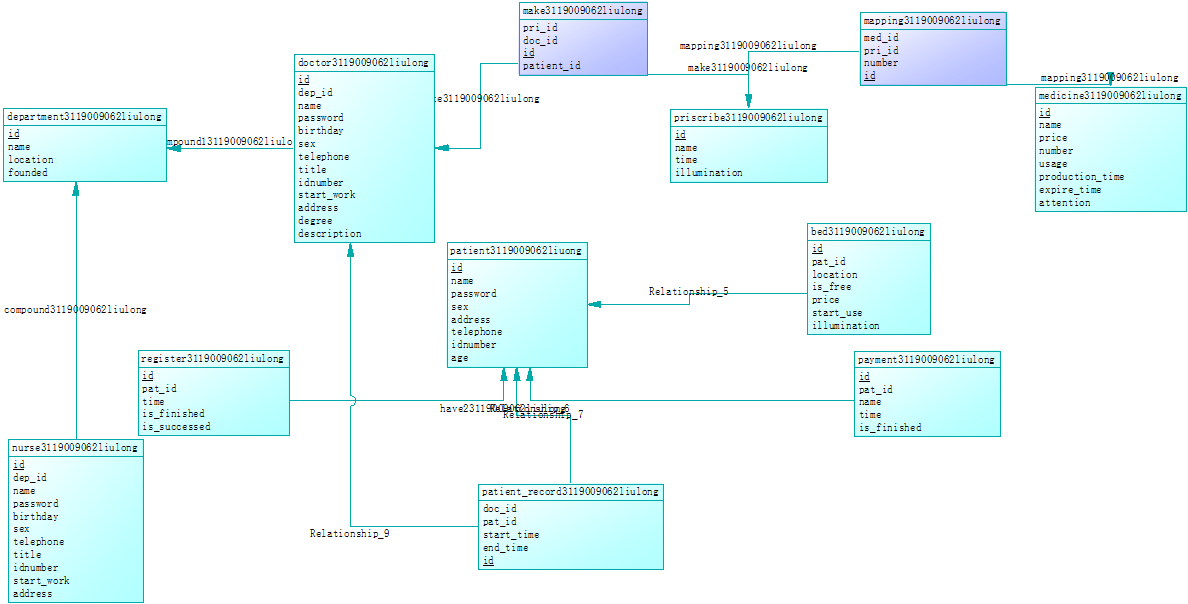 make3119009062liulong
pri_id
doc_id
id
patient_id
mapping3119009062liulong
med_id
pri_id
number
id
mapping3119009062liulong
make3119009062liulong
mapping3119009062liulong
doctor3119009062liulong
id
dep_id
name
password
birthday
sex
telephone
title
idnumber
start_work
address
degree
description
ke3119009062liulong
department3119009062liulong
id
name
location
founded
mpound13119009062liulo
priscribe3119009062liulong
id
name
time
illumination
medicine3119009062liulong
id
name
price
number
usage
production_time
expire_time
attention
patient3119009062liuong
id
name
password
sex
address
telephone
idnumber
age
bed3119009062liulong
id
pat_id
location
is_free
price
start_use
illumination
Relationship_5
compound3119009062liulong
register3119009062liulong
id
pat_id
time
is_finished
is_successed
payment3119009062liulong
id
pat_id
name
time
is_finished
Relationship_7
nurse3119009062liulong
id
dep_id
name
password
birthday
sex
telephone
title
idnumber
start_work
address
patient_record3119009062liulong
doc_id
pat_id
start_time
end_time
id
Relationship_9